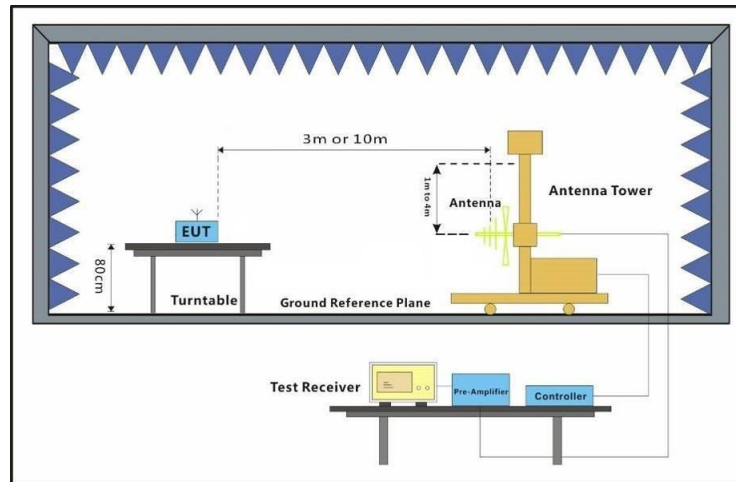 3m or 10m
1m to 4m
Antenna
Antenna Tower
EUT
80cm
Turntable
Ground Reference Plane
Test Receiver
Pre-Amplifier
Controller